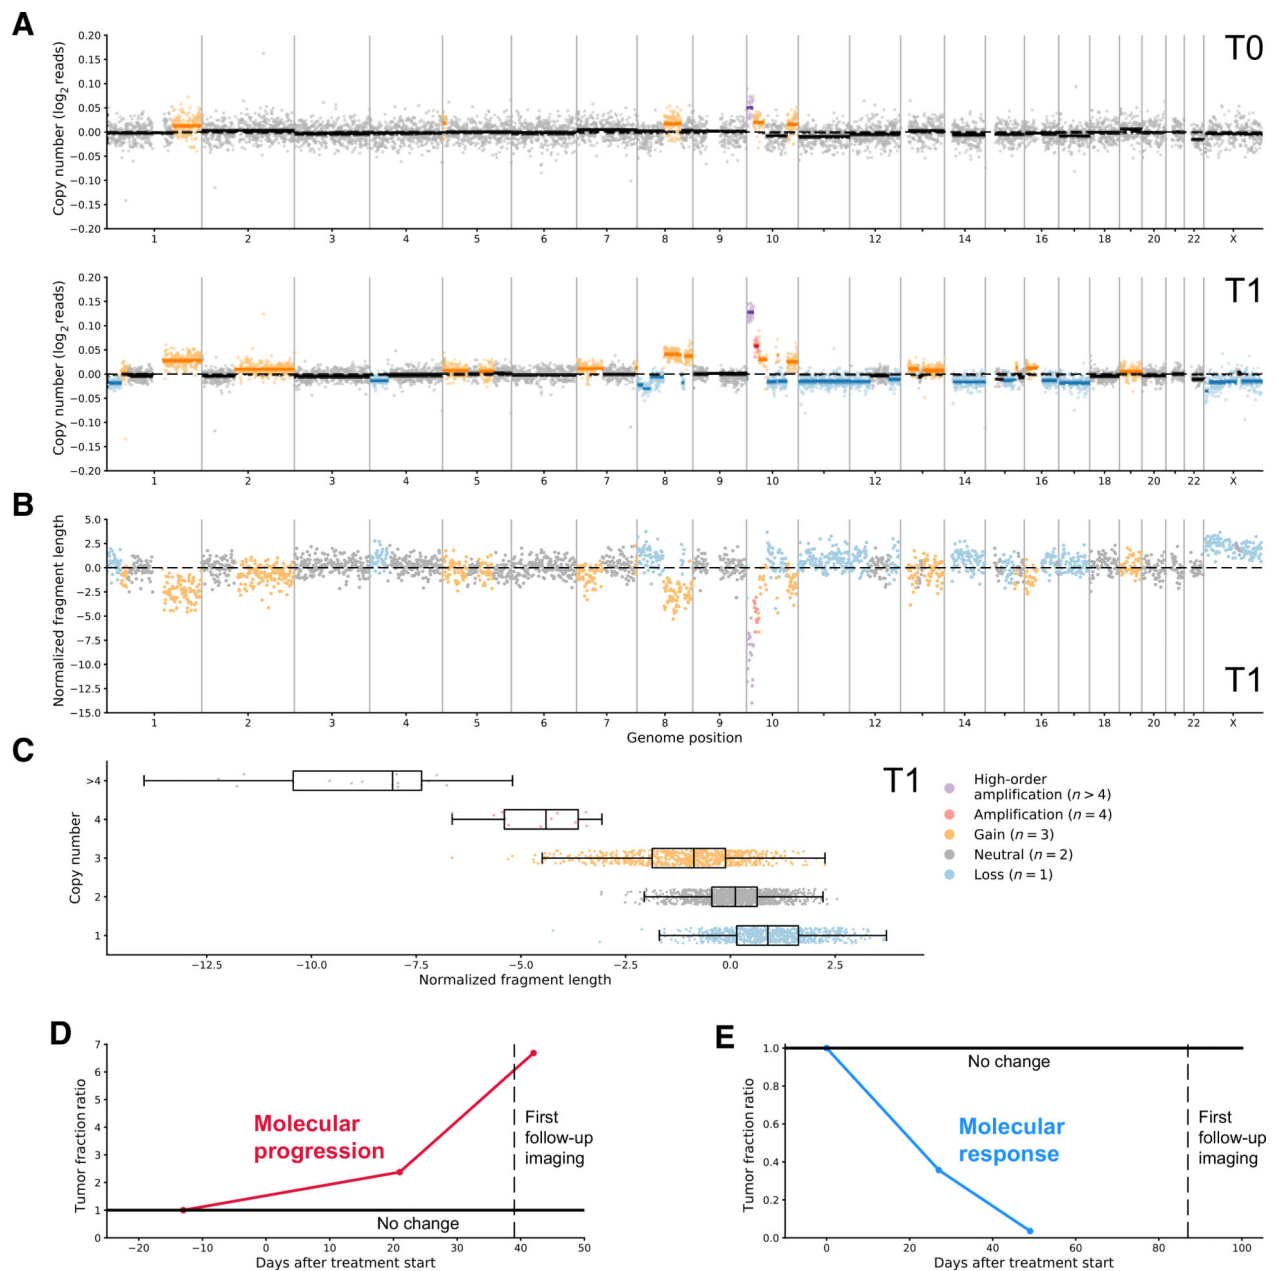 A
T0
Copy number (log2 reads)
0.20
0.15
0.10
0.05
0.00
−0.05
−0.10
−0.15
−0.20
1 2 3 4 5 6 7 8 9 10 12 14 16 18 20 22 X
T1
Copy number (log2 reads)
0.20
0.15
0.10
0.05
0.00
−0.05
−0.10
−0.15
−0.20
1 2 3 4 5 6 7 8 9 10 12 14 16 18 20 22 X
B
Normalized fragment length
5.0
2.5
0.0
−2.5
−5.0
−7.5
−10.0
−12.5
−15.0
T1
1 2 3 4 5 6 7 8 9 10 12 14 16 18 20 22 X
Genome position
C
T1
Copy number
>4
4
3
2
1
−12.5 −10.0 −7.5 −5.0 −2.5 0.0 2.5
Normalized fragment length
High-order
amplification (n > 4)
Amplification (n = 4)
Gain (n = 3)
Neutral (n = 2)
Loss (n = 1)
D
Tumor fraction ratio
7
6
5
4
3
2
1
0
Molecular
progression
First
follow-up
imaging
No change
−20 −10 0 10 20 30 40 50
Days after treatment start
E
Tumor fraction ratio
1.0
0.8
0.6
0.4
0.2
0.0
No change
Molecular
response
First
follow-up
imaging
0 20 40 60 80 100
Days after treatment start